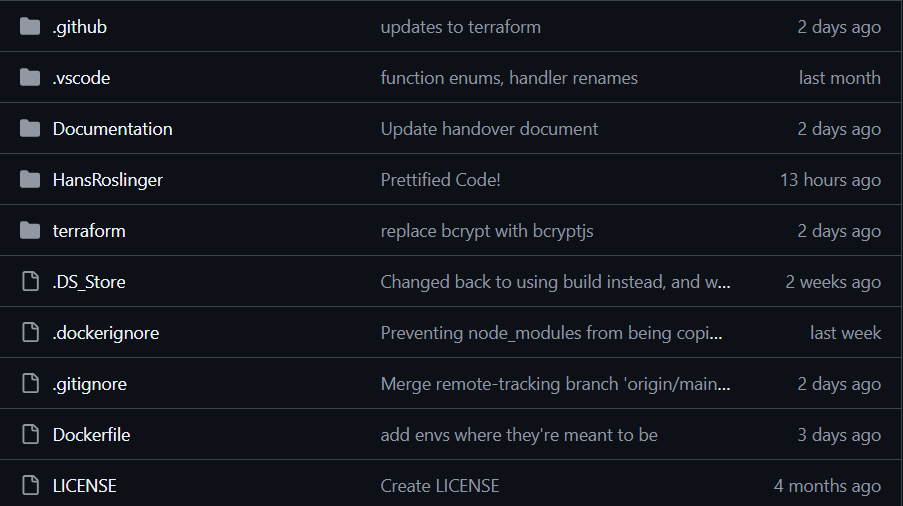 .github updates to terraform 2 days ago
.vscode function enums, handler renames last month
Documentation Update handover document 2 days ago
HansRoslinger Prettified Code! 13 hours ago
terraform replace bcrypt with bcryptjs 2 days ago
.DS_Store Changed back to using build instead, and w... 2 weeks ago
.dockerignore Preventing node_modules from being copi... last week
.gitignore Merge remote-tracking branch 'origin/main... 2 days ago
Dockerfile add envs where they're meant to be 3 days ago
LICENSE Create LICENSE 4 months ago